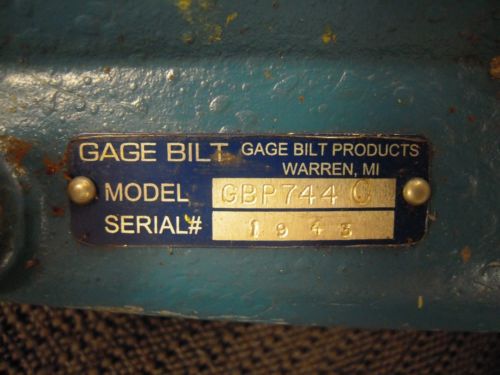 GAGE BILT GAGE BILT PRODUCTS
WARREN, MI
MODEL GBP744
SERIAL# 1943